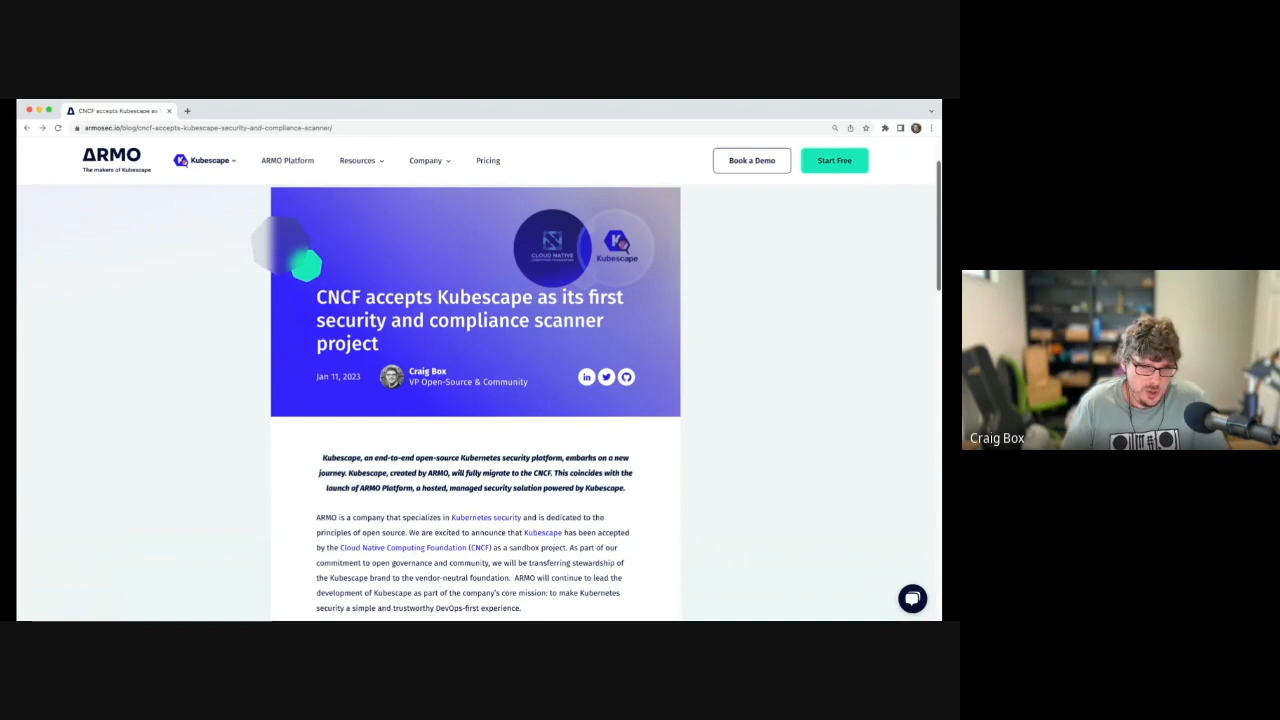 CNCF accepts Kubescape as
armosec.io/blog/cncf-accepts-kubescape-security-and-compliance-scanner/
ARMO
The makers of Kubescape
Kubescape
ARMO Platform
Resources
Company
Pricing
Book a Demo
Start Free
CLOUD NATIVE
COMPUTING FOUNDATION
Kubescape
CNCF accepts Kubescape as its first
security and compliance scanner
project
Jan 11, 2023
Craig Box
VP Open-Source & Community
in
Kubescape, an end-to-end open-source Kubernetes security platform, embarks on a new
journey. Kubescape, created by ARMO, will fully migrate to the CNCF. This coincides with the
launch of ARMO Platform, a hosted, managed security solution powered by Kubescape.
ARMO is a company that specializes in Kubernetes security and is dedicated to the
principles of open source. We are excited to announce that Kubescape has been accepted
by the Cloud Native Computing Foundation (CNCF) as a sandbox project. As part of our
commitment to open governance and community, we will be transferring stewardship of
the Kubescape brand to the vendor-neutral foundation. ARMO will continue to lead the
development of Kubescape as part of the company's core mission: to make Kubernetes
security a simple and trustworthy DevOps-first experience.
Craig Box